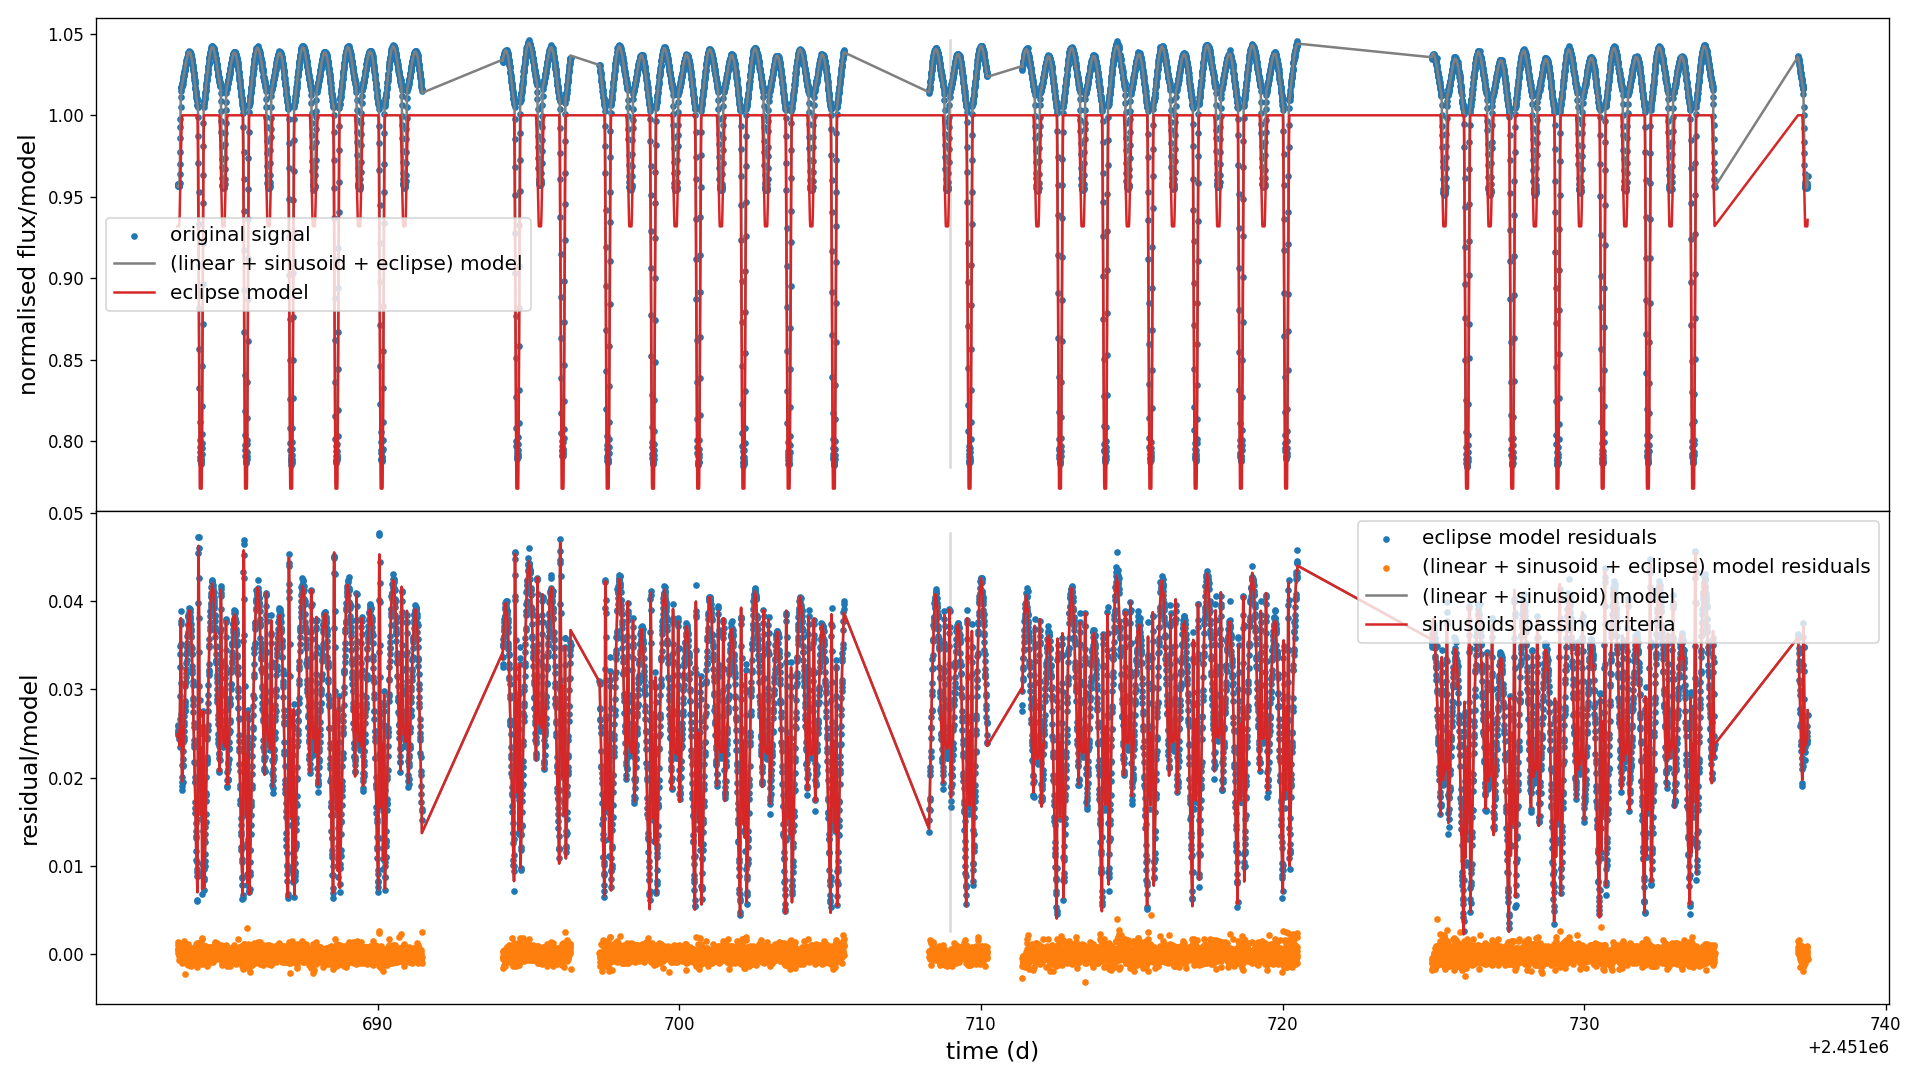 1.05
1.00
0.95
0.90
0.85
0.80
normalised flux/model
original signal
(linear + sinusoid + eclipse) model
eclipse model
0.05
0.04
0.03
0.02
0.01
0.00
residual/model
eclipse model residuals
(linear + sinusoid + eclipse) model residuals
(linear + sinusoid) model
sinusoids passing criteria
690
700
710
720
730
740
time (d)
+2.451e6